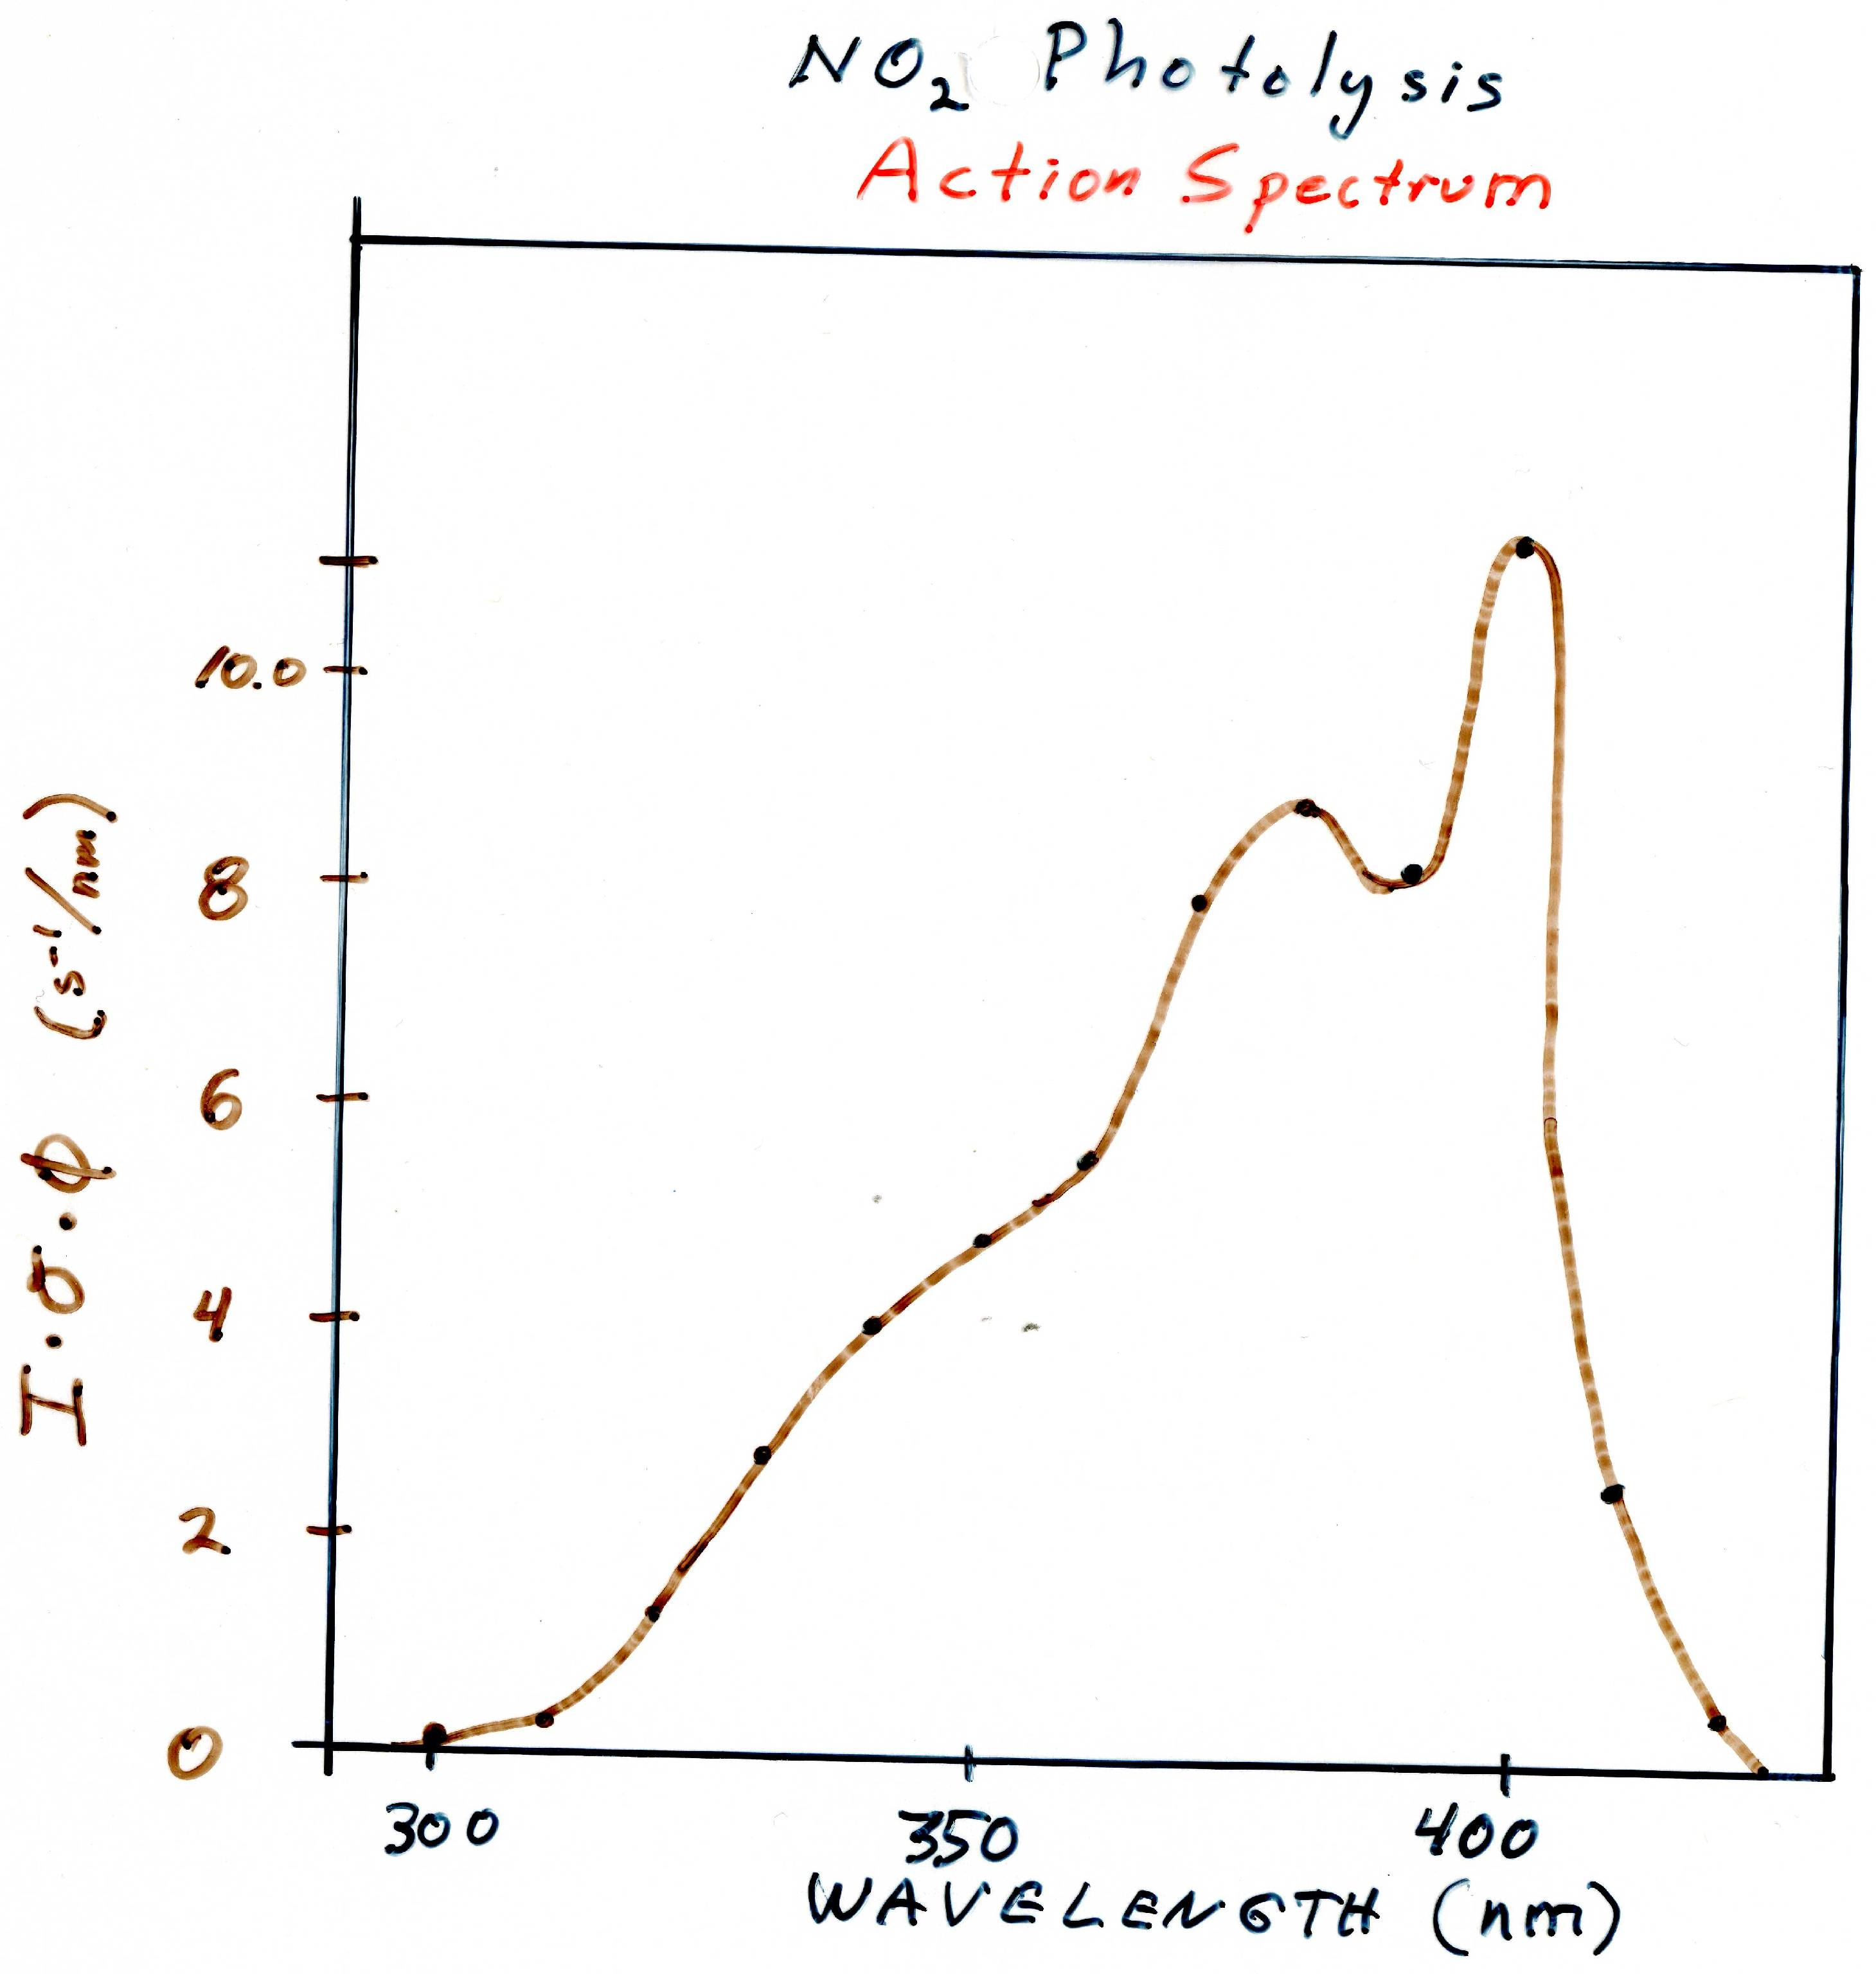 NO₂ Photolysis
Action Spectrum
I·σ·ϕ (s⁻¹/nm)
10.0
8
6
4
2
0
300 350 400
WAVELENGTH (nm)